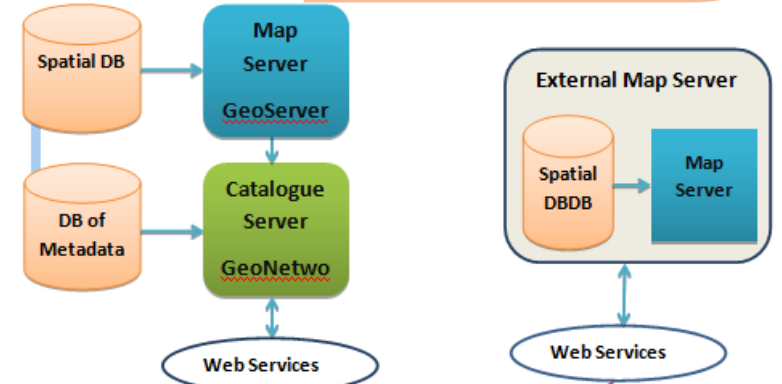 Spatial DB
Map
Server
GeoServer
DB of
Metadata
Catalogue
Server
GeoNetwo
Web Services
External Map Server
Spatial
DBDB
Map
Server
Web Services